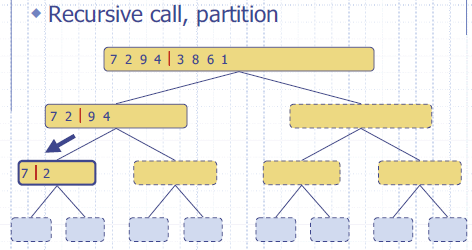 Recursive call, partition
7 2 9 4 | 3 8 6 1
7 2 | 9 4
7 | 2